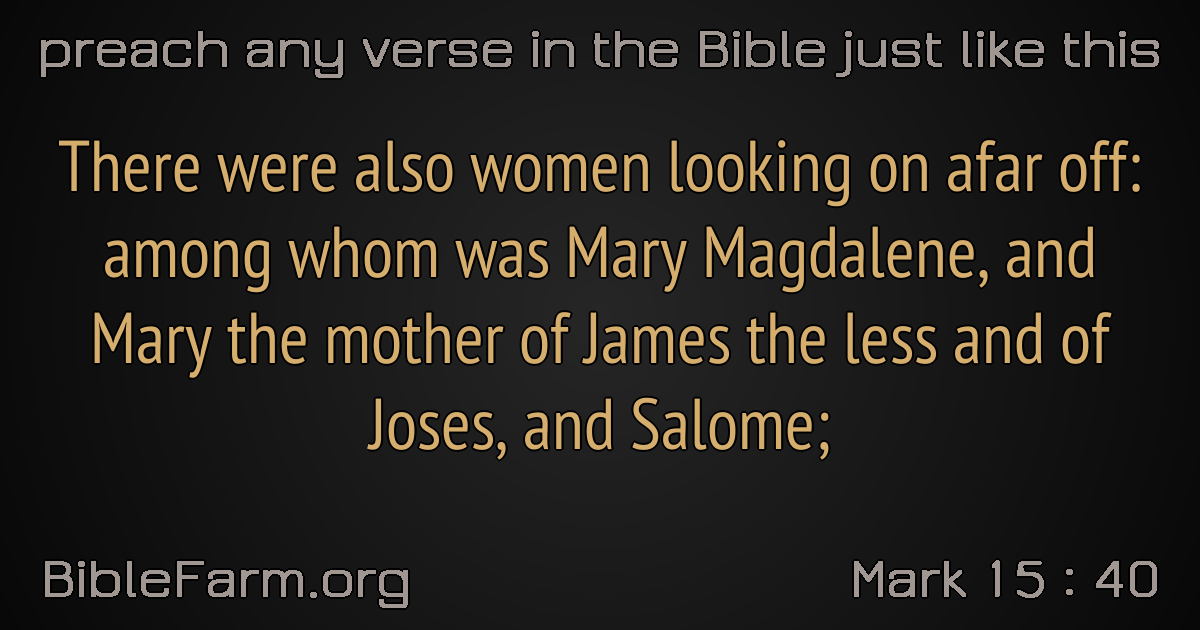 preach any verse in the Bible just like this
There were also women looking on afar off:
among whom was Mary Magdalene, and
Mary the mother of James the less and of
Joses, and Salome;
BibleFarm.org
Mark 15 : 40